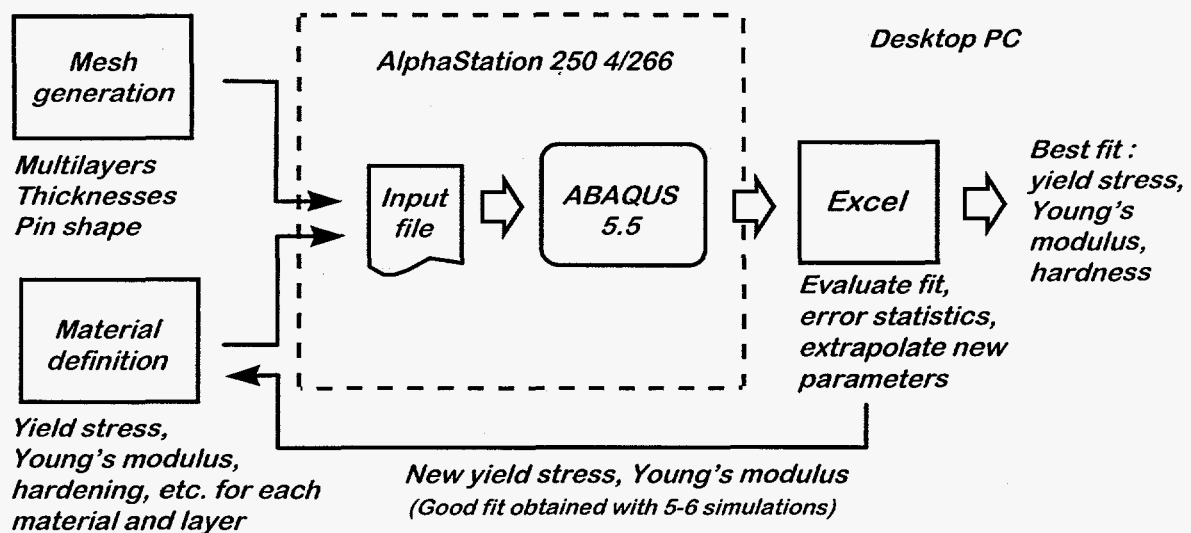 Mesh
generation
Multilayers
Thicknesses
Pin shape
Material
definition
Yield stress,
Young's modulus,
hardening, etc. for each
material and layer
AlphaStation 250 4/266
Input
file
ABAQUS
5.5
Desktop PC
Excel
Evaluate fit,
error statistics,
extrapolate new
parameters
Best fit :
yield stress,
Young's
modulus,
hardness
New yield stress, Young's modulus
(Good fit obtained with 5-6 simulations)